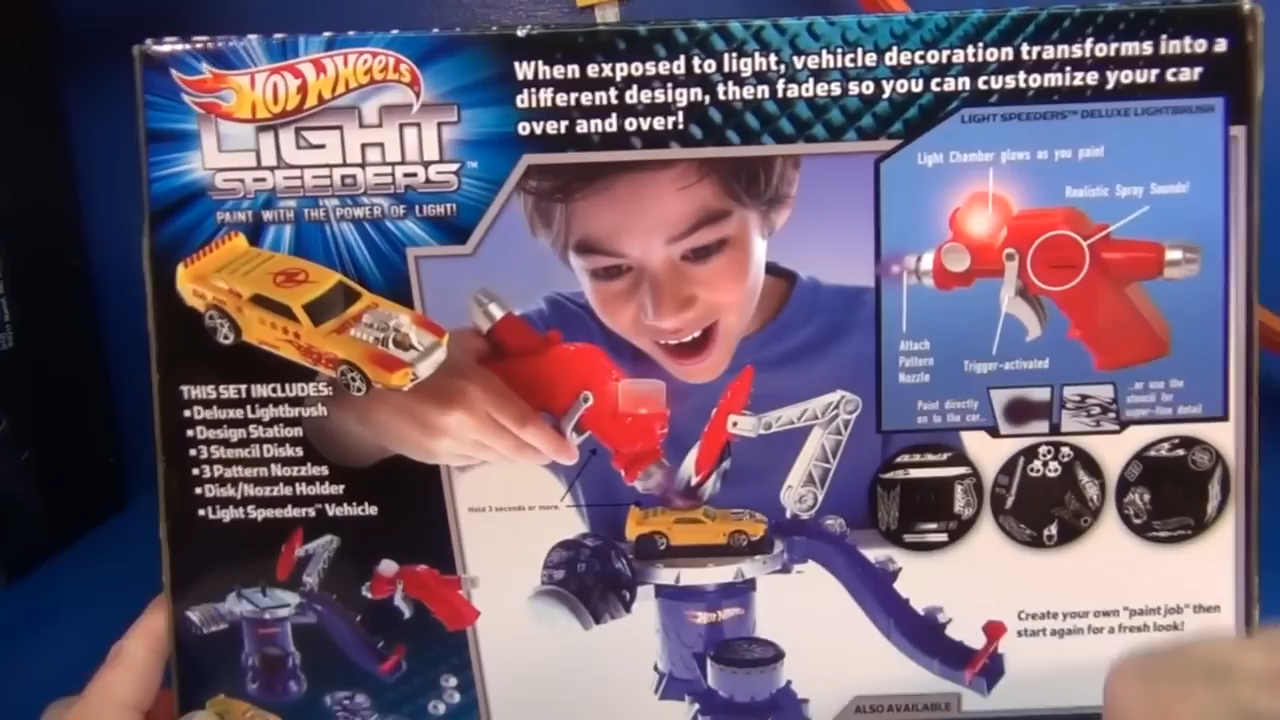 HOT WHEELS
LIGHT
SPEEDERS™
PAINT WITH THE POWER OF LIGHT!
When exposed to light, vehicle decoration transforms into a
different design, then fades so you can customize your car
over and over!
LIGHT SPEEDERS™ DELUXE LIGHTBRUSH
Light Chamber glows as you paint
Realistic Spray Sounds!
Attach
Pattern
Nozzle
Trigger-activated
Paint directly
on to the car...
...or use the
stencil for
super-fine detail
THIS SET INCLUDES:
▪Deluxe Lightbrush
▪Design Station
▪3 Stencil Disks
▪3 Pattern Nozzles
▪Disk/Nozzle Holder
▪Light Speeders™ Vehicle
Hold 3 seconds or more.
HOT WHEELS
Create your own "paint job" then
start again for a fresh look!
ALSO AVAILABLE